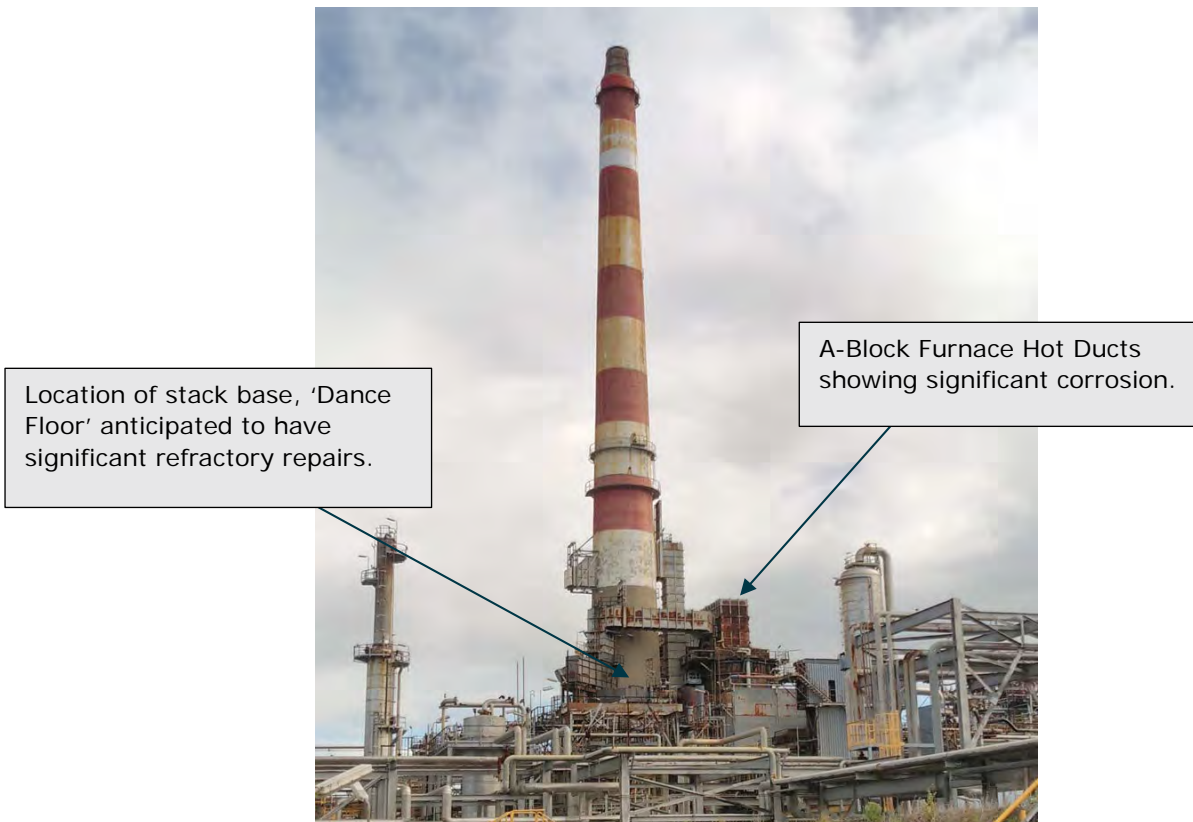 Location of stack base, ‘Dance
Floor’ anticipated to have
significant refractory repairs.
A-Block Furnace Hot Ducts
showing significant corrosion.